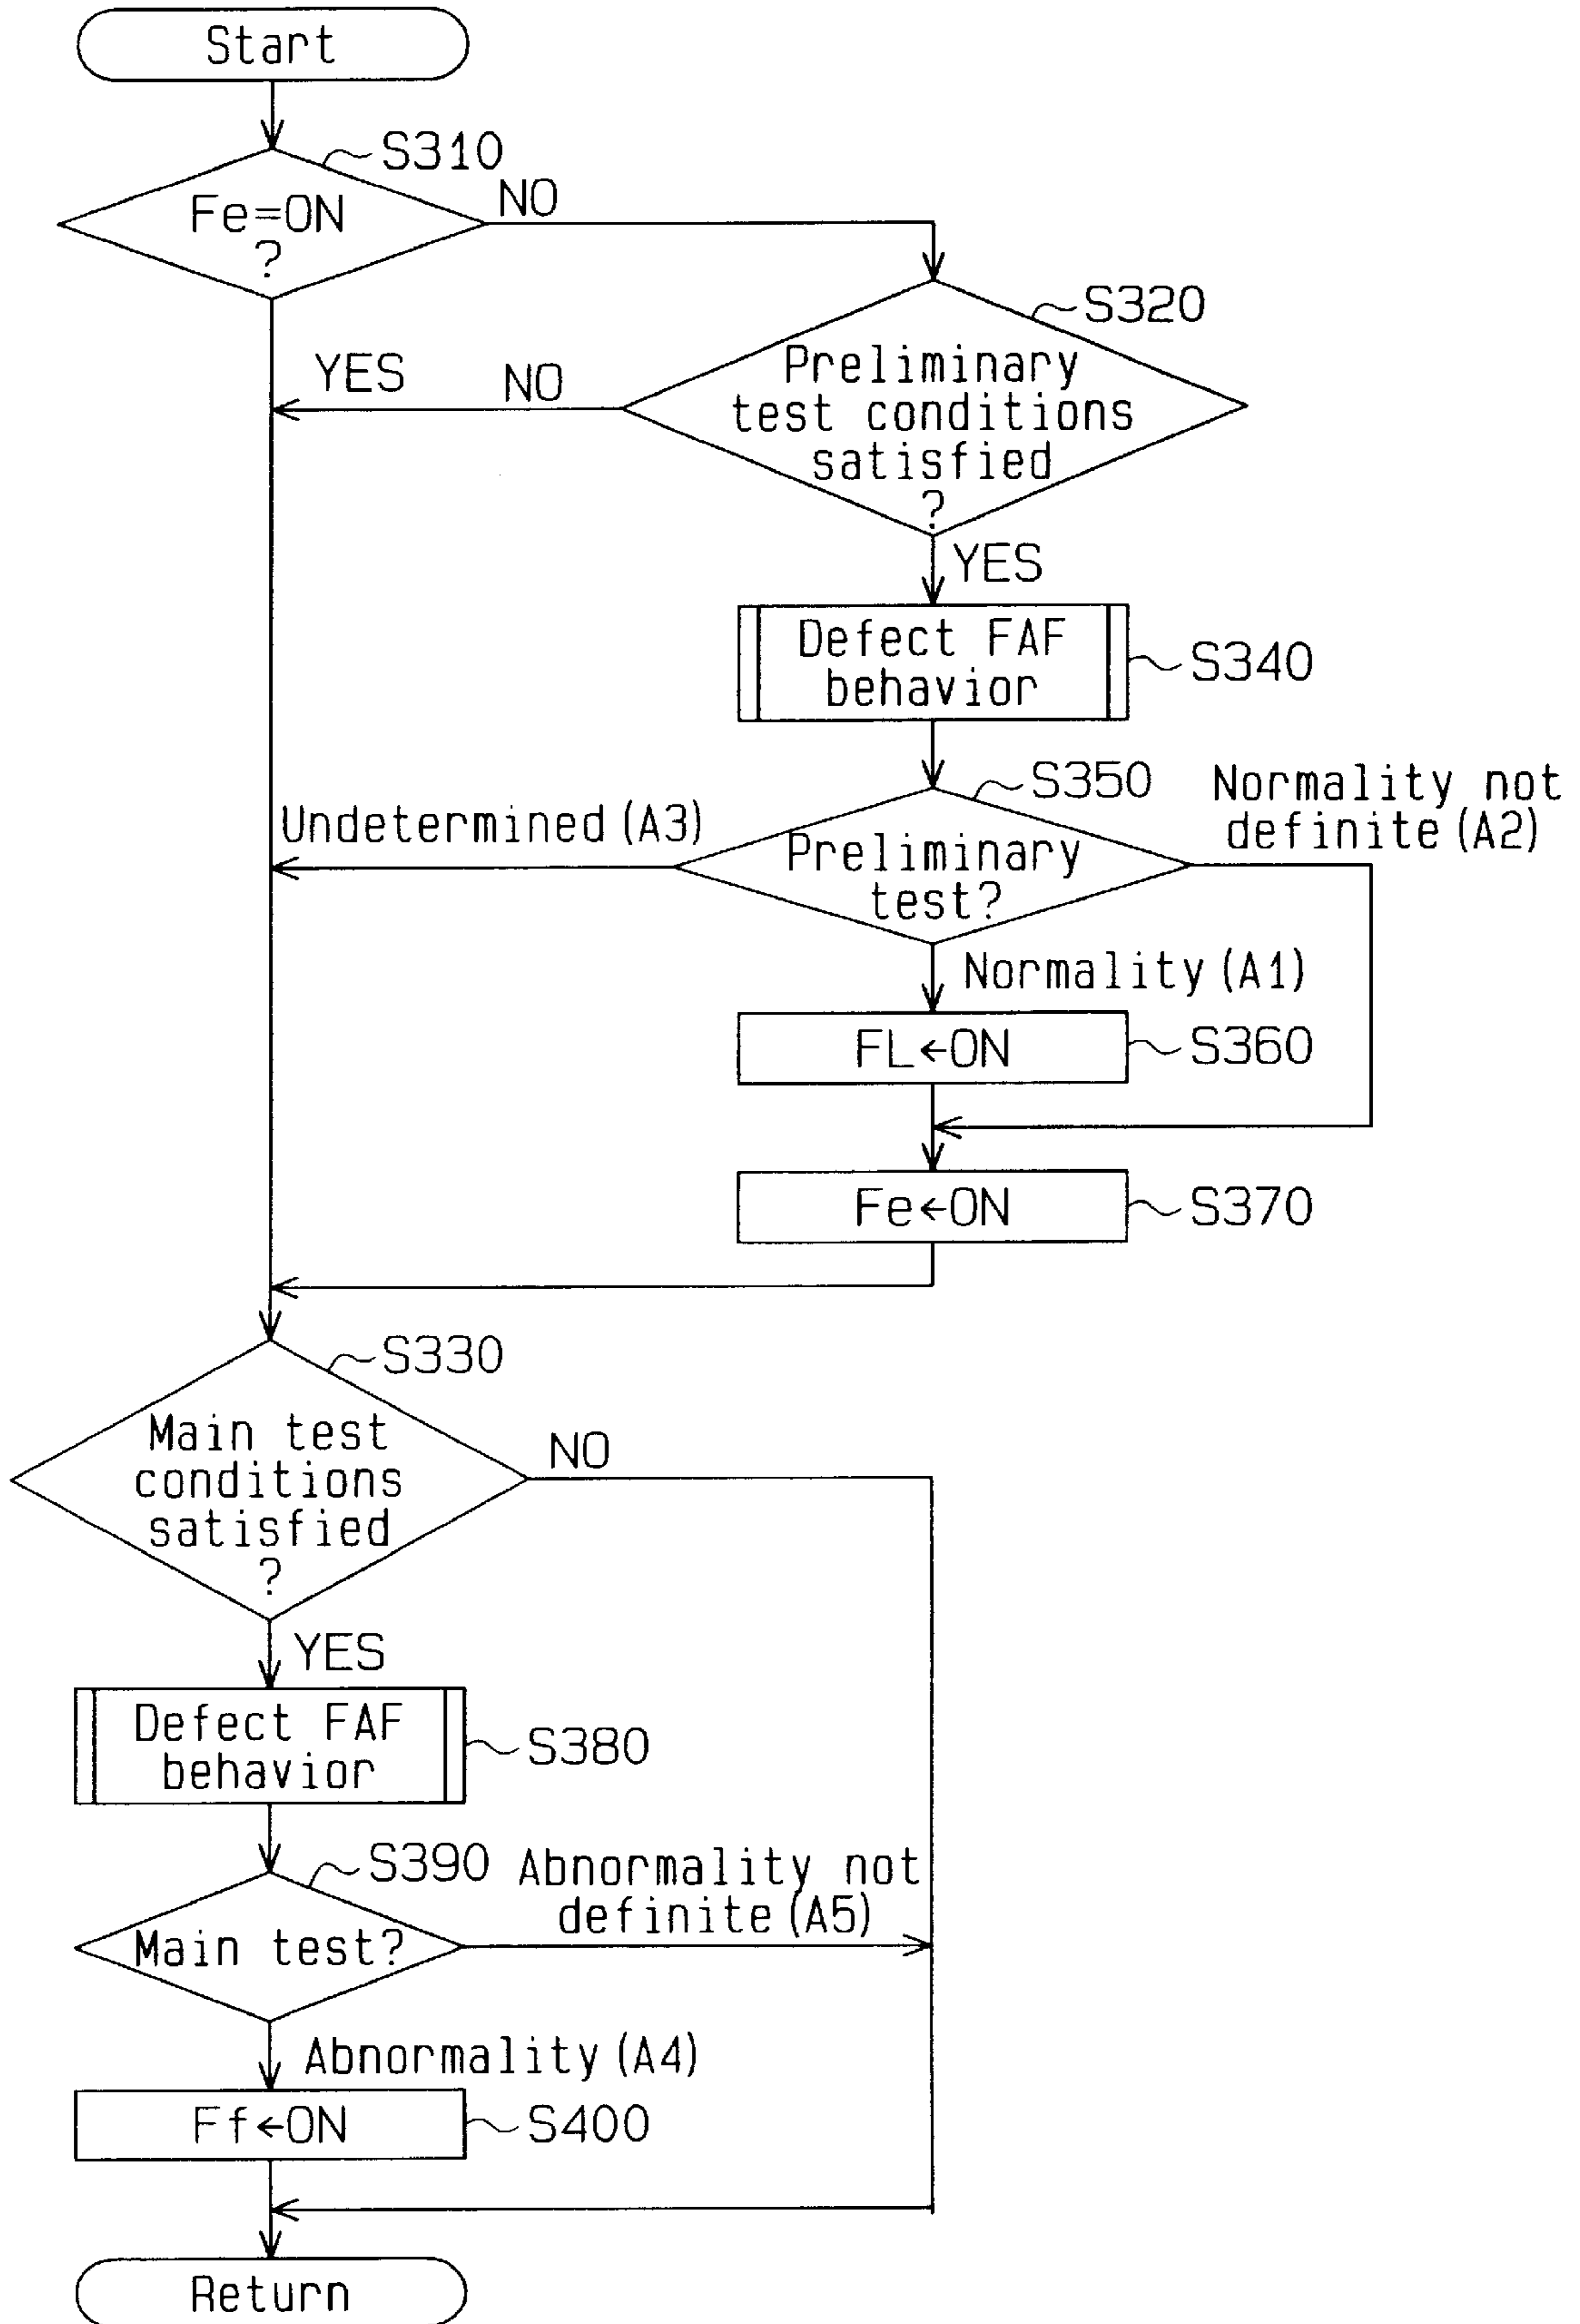 Start
S310
Fe=ON
?
NO
S320
Preliminary
test conditions
satisfied
?
YES
NO
YES
Defect FAF
behavior
S340
S350
Normality not
definite (A2)
Undetermined (A3)
Preliminary
test?
Normality (A1)
FL←ON
S360
Fe←ON
S370
S330
Main test
conditions
satisfied
?
NO
YES
Defect FAF
behavior
S380
S390
Abnormality not
definite (A5)
Main test?
Abnormality (A4)
Ff←ON
S400
Return